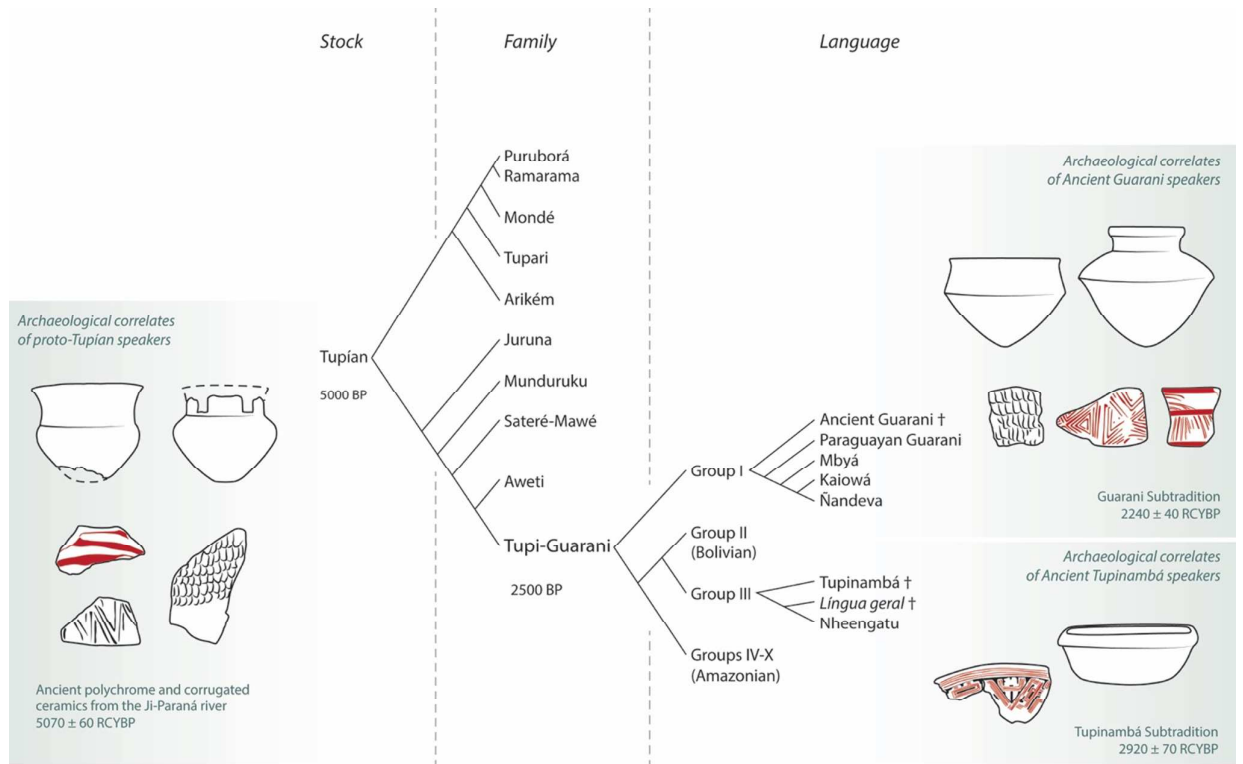 Stock
Family
Language
Puruborá
Ramarama
Mondé
Tupari
Arikém
Juruna
Munduruku
Sateré-Mawé
Aweti
Tupi-Guarani
2500 BP
Tupían
5000 BP
Archaeological correlates
of proto-Tupían speakers
Ancient polychrome and corrugated
ceramics from the Ji-Paraná river
5070 ± 60 RCYBP
Group I
Group II
(Bolivian)
Group III
Groups IV-X
(Amazonian)
Ancient Guarani †
Paraguayan Guarani
Mbyá
Kaiowá
Ñandeva
Tupinambá †
Língua geral †
Nheengatu
Archaeological correlates
of Ancient Guarani speakers
Guarani Subtradition
2240 ± 40 RCYBP
Archaeological correlates
of Ancient Tupinambá speakers
Tupinambá Subtradition
2920 ± 70 RCYBP